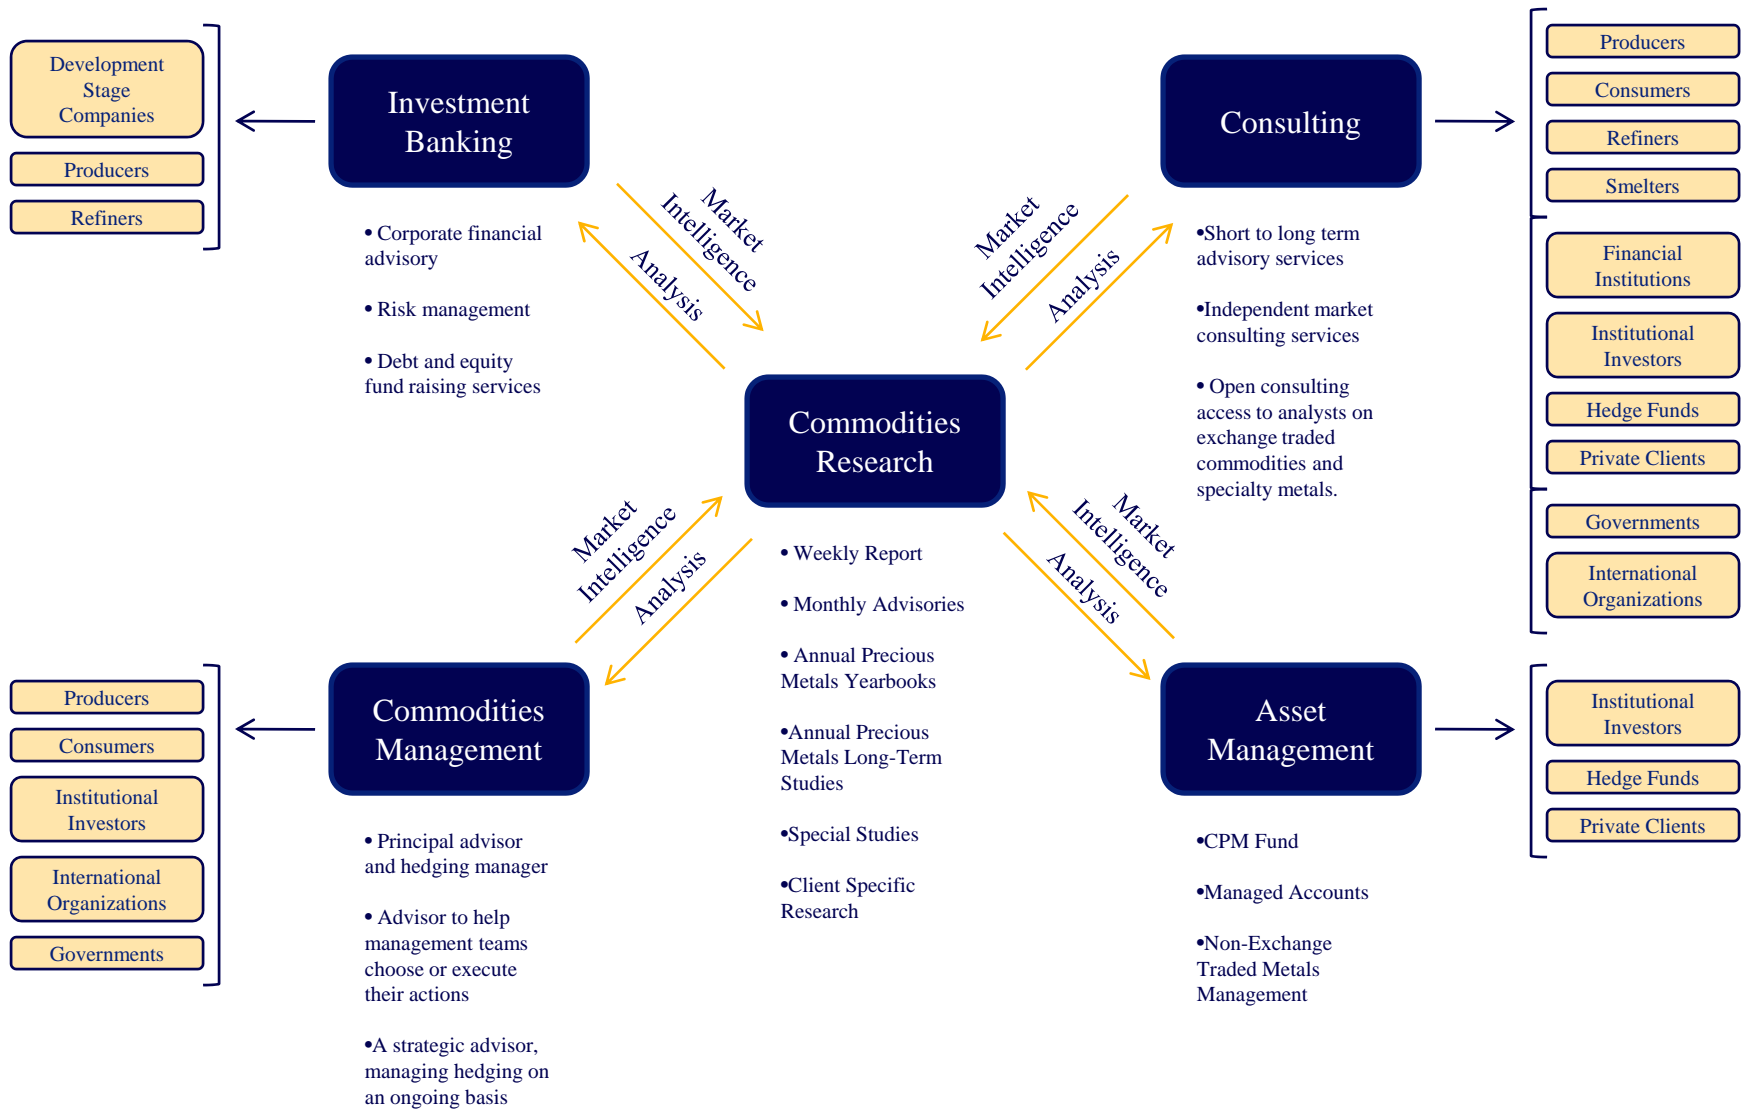 Development
Stage
Companies
Producers
Refiners
Investment
Banking
• Corporate financial
advisory
• Risk management
• Debt and equity
fund raising services
Market
Intelligence
Analysis
Consulting
•Short to long term
advisory services
•Independent market
consulting services
• Open consulting
access to analysts on
exchange traded
commodities and
specialty metals.
Market
Intelligence
Analysis
Producers
Consumers
Refiners
Smelters
Financial
Institutions
Institutional
Investors
Hedge Funds
Private Clients
Governments
International
Organizations
Commodities
Research
• Weekly Report
• Monthly Advisories
• Annual Precious
Metals Yearbooks
•Annual Precious
Metals Long-Term
Studies
•Special Studies
•Client Specific
Research
Market
Intelligence
Analysis
Market
Intelligence
Analysis
Producers
Consumers
Institutional
Investors
International
Organizations
Governments
Commodities
Management
• Principal advisor
and hedging manager
• Advisor to help
management teams
choose or execute
their actions
•A strategic advisor,
managing hedging on
an ongoing basis
Asset
Management
•CPM Fund
•Managed Accounts
•Non-Exchange
Traded Metals
Management
Institutional
Investors
Hedge Funds
Private Clients